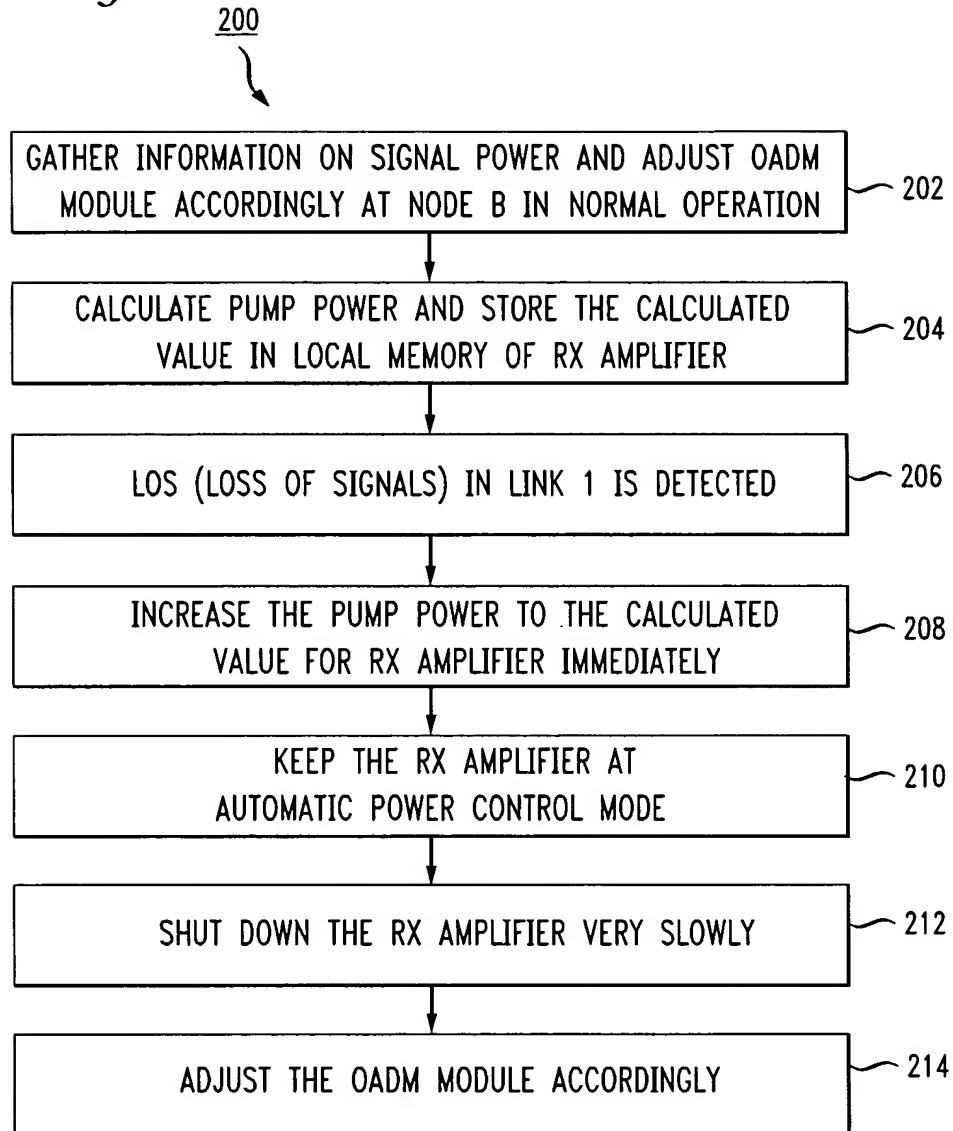 200
GATHER INFORMATION ON SIGNAL POWER AND ADJUST OADM
MODULE ACCORDINGLY AT NODE B IN NORMAL OPERATION
202
CALCULATE PUMP POWER AND STORE THE CALCULATED
VALUE IN LOCAL MEMORY OF RX AMPLIFIER
204
LOS (LOSS OF SIGNALS) IN LINK 1 IS DETECTED
206
INCREASE THE PUMP POWER TO THE CALCULATED
VALUE FOR RX AMPLIFIER IMMEDIATELY
208
KEEP THE RX AMPLIFIER AT
AUTOMATIC POWER CONTROL MODE
210
SHUT DOWN THE RX AMPLIFIER VERY SLOWLY
212
ADJUST THE OADM MODULE ACCORDINGLY
214